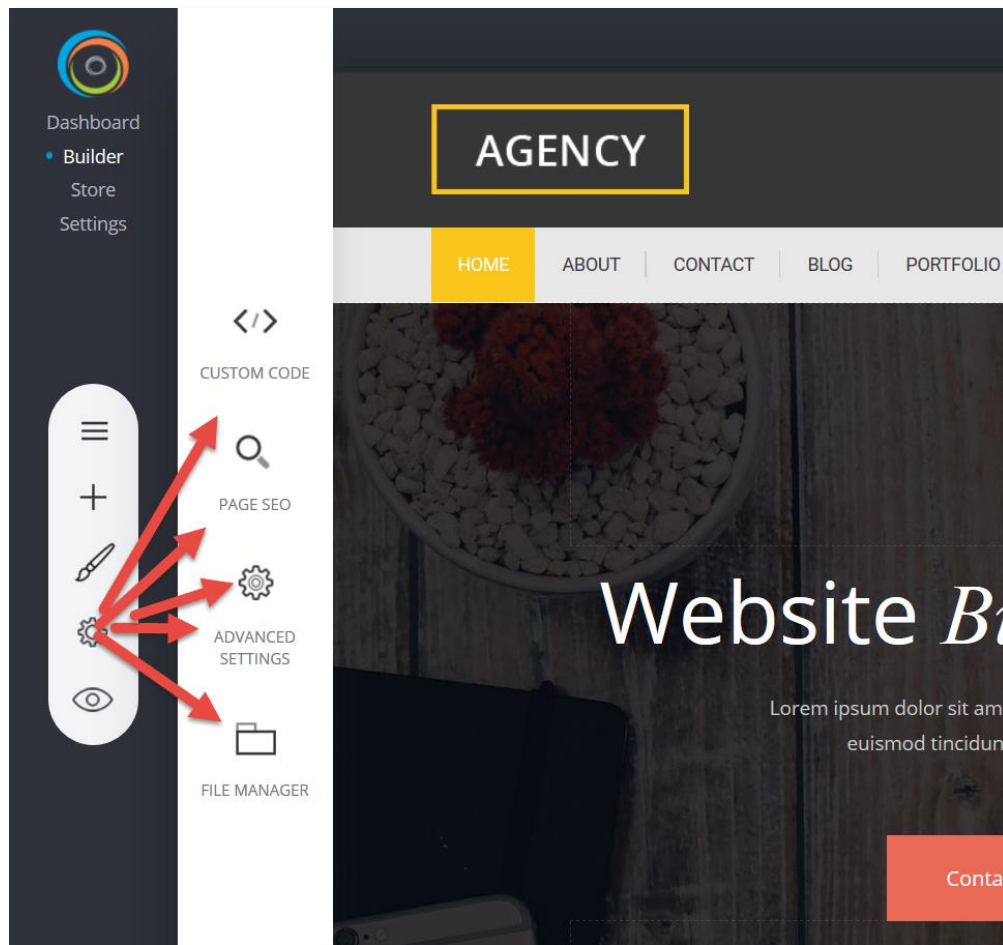 Dashboard
Builder
Store
Settings
CUSTOM CODE
PAGE SEO
ADVANCED
SETTINGS
FILE MANAGER
AGENCY
HOME ABOUT CONTACT BLOG PORTFOLIO
Website
Lorem ipsum dolor sit am
euismod tincidun
Conta